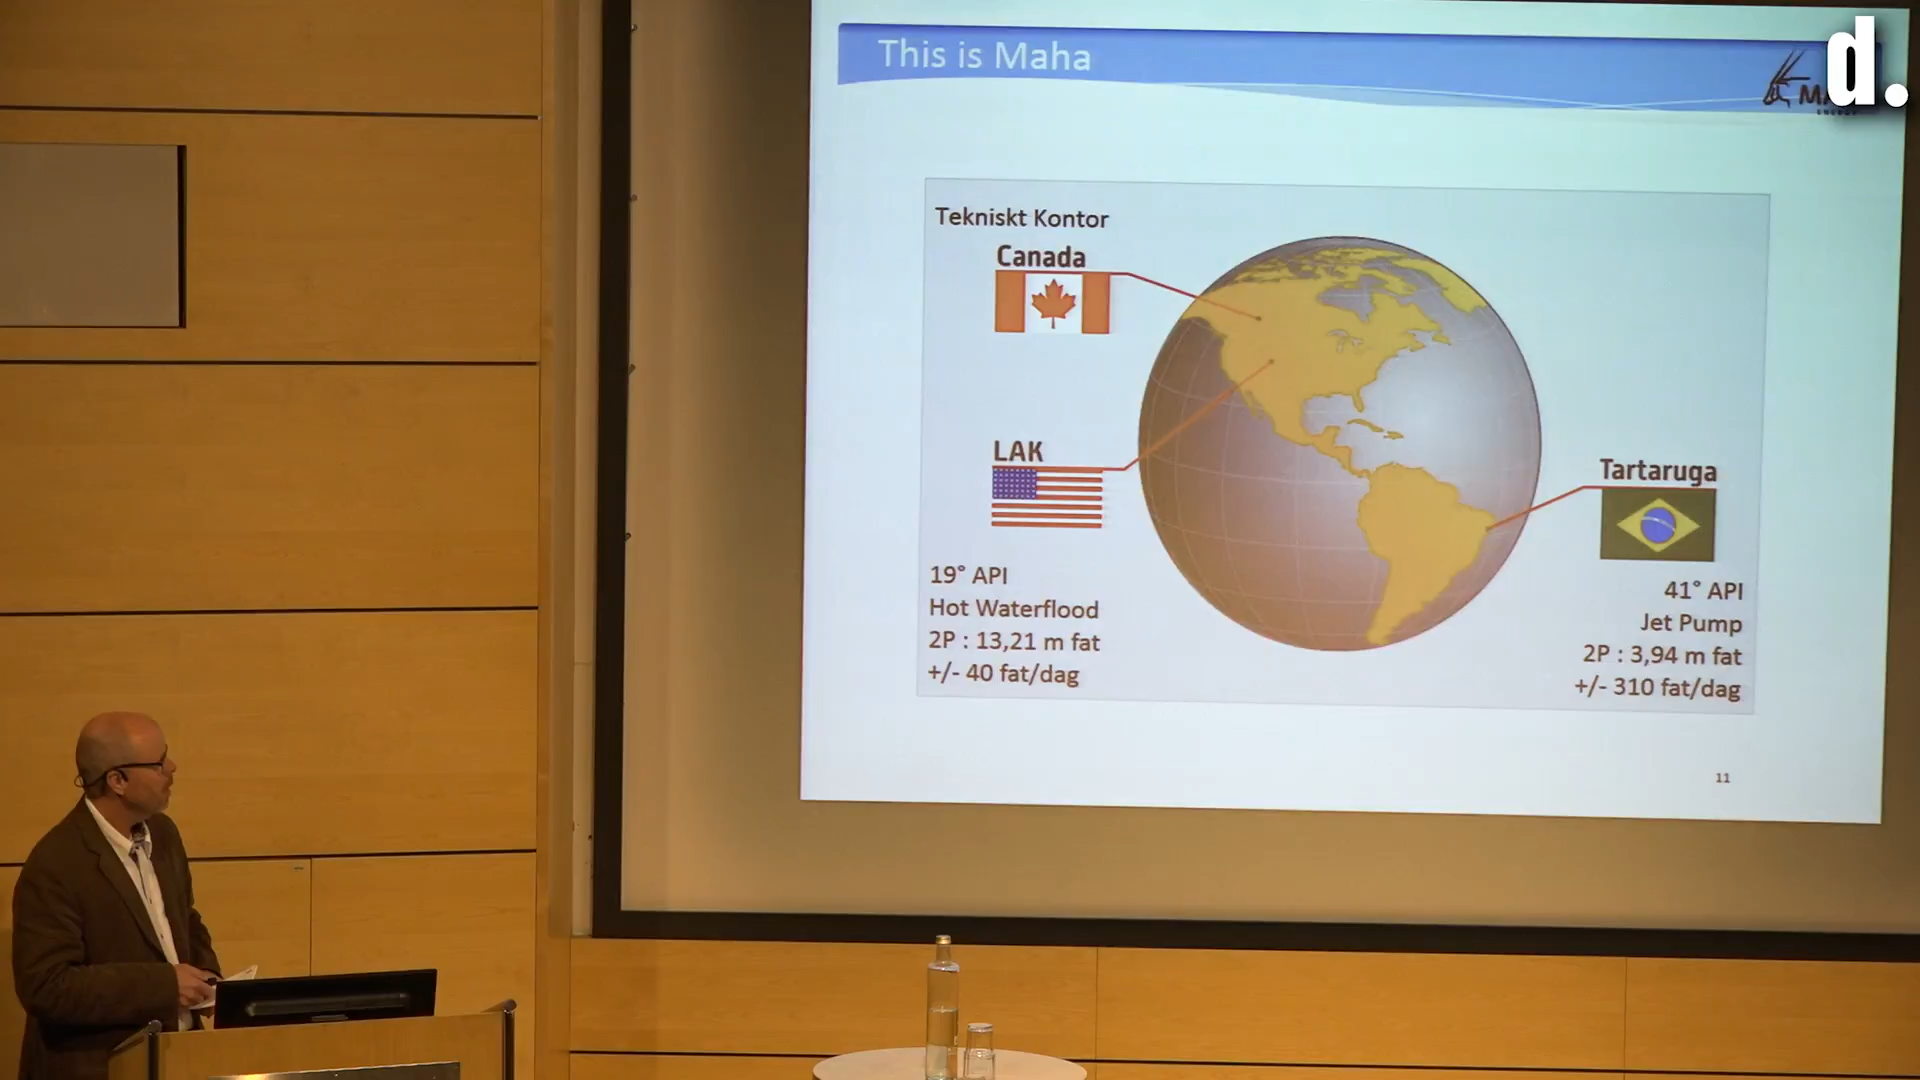 This is Maha
d.
Tekniskt Kontor
Canada
LAK
19° API
Hot Waterflood
2P : 13,21 m fat
+/- 40 fat/dag
Tartaruga
41° API
Jet Pump
2P : 3,94 m fat
+/- 310 fat/dag
11